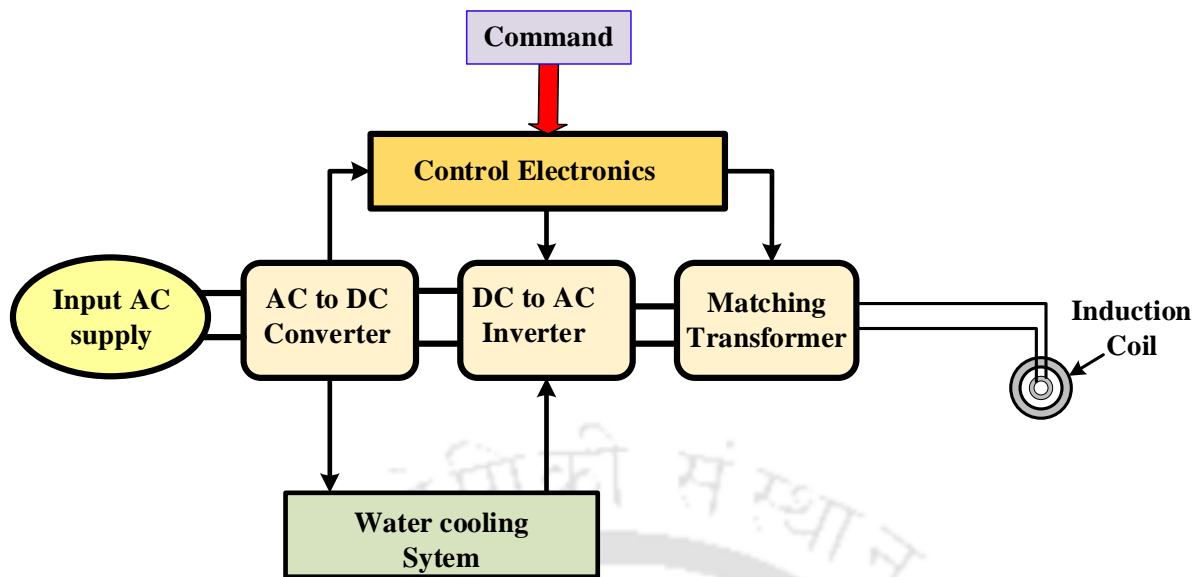 Command
Control Electronics
Input AC
supply
AC to DC
Converter
DC to AC
Inverter
Matching
Transformer
Induction
Coil
Water cooling
Sytem